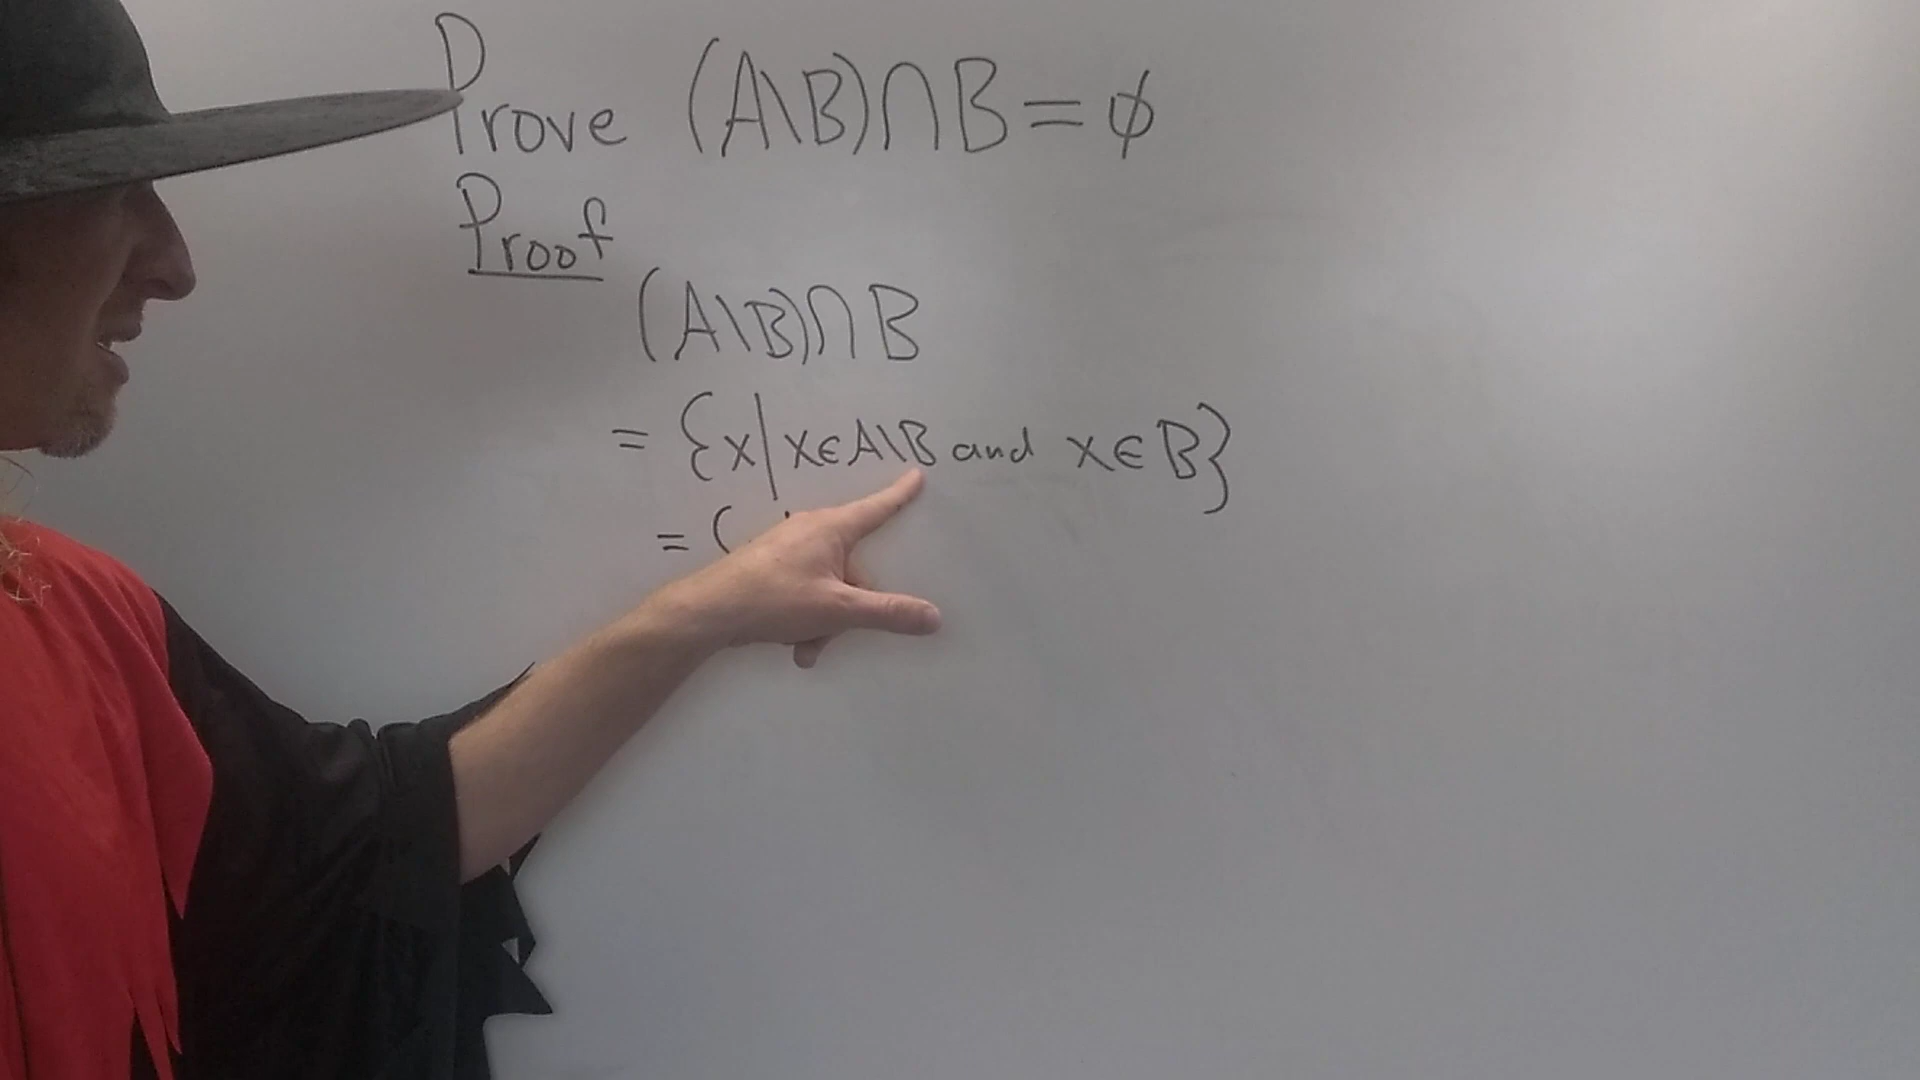 Prove (A\B)∩B=ϕ
Proof
(A\B)∩B
= {x|x∈A\B and x∈B}
= {